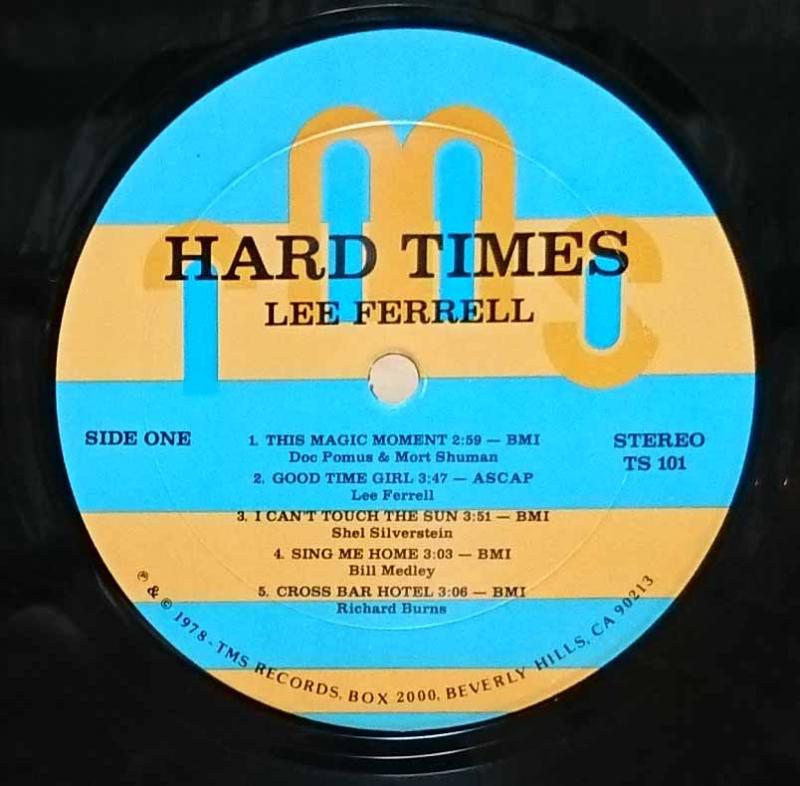 tms
HARD TIMES
LEE FERRELL
SIDE ONE
STEREO
TS 101
1. THIS MAGIC MOMENT 2:59 — BMI
Doc Pomus & Mort Shuman
2. GOOD TIME GIRL 3:47 — ASCAP
Lee Ferrell
3. I CAN'T TOUCH THE SUN 3:51 — BMI
Shel Silverstein
4. SING ME HOME 3:03 — BMI
Bill Medley
5. CROSS BAR HOTEL 3:06 — BMI
Richard Burns
℗ & © 1978 - TMS RECORDS, BOX 2000, BEVERLY HILLS, CA 90213